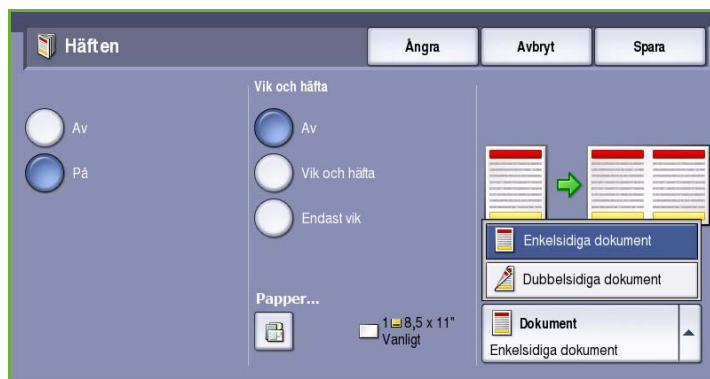 Häften
Ångra
Avbryt
Spara
Av
På
Vik och häfta
Av
Vik och häfta
Endast vik
Papper...
1 8,5 x 11"
Vanligt
Enkelsidiga dokument
Dubbelsidiga dokument
Dokument
Enkelsidiga dokument